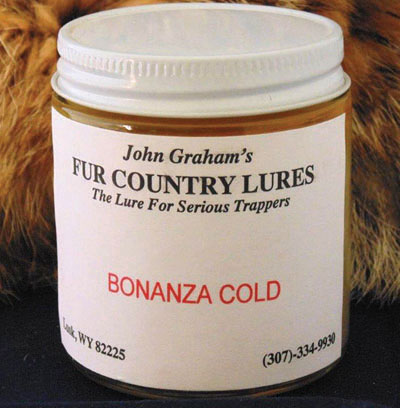 John Graham's
FUR COUNTRY LURES
The Lure For Serious Trappers
BONANZA COLD
Lusk, WY 82225
(307)-334-9930